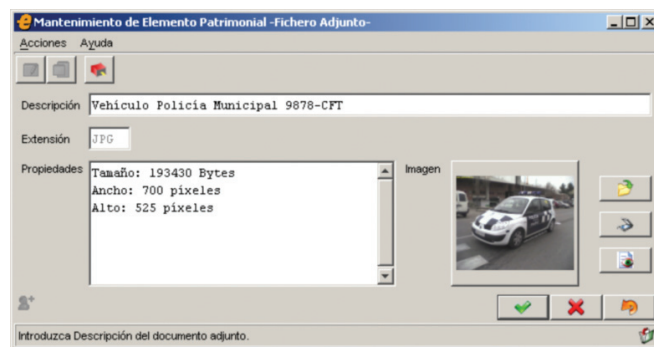 Mantenimiento de Elemento Patrimonial -Fichero Adjunto-
Acciones Ayuda
Descripción Vehículo Policía Municipal 9878-CFT
Extensión JPG
Propiedades Tamaño: 193430 Bytes
Ancho: 700 píxeles
Alto: 525 píxeles
Imagen
Introduzca Descripción del documento adjunto.